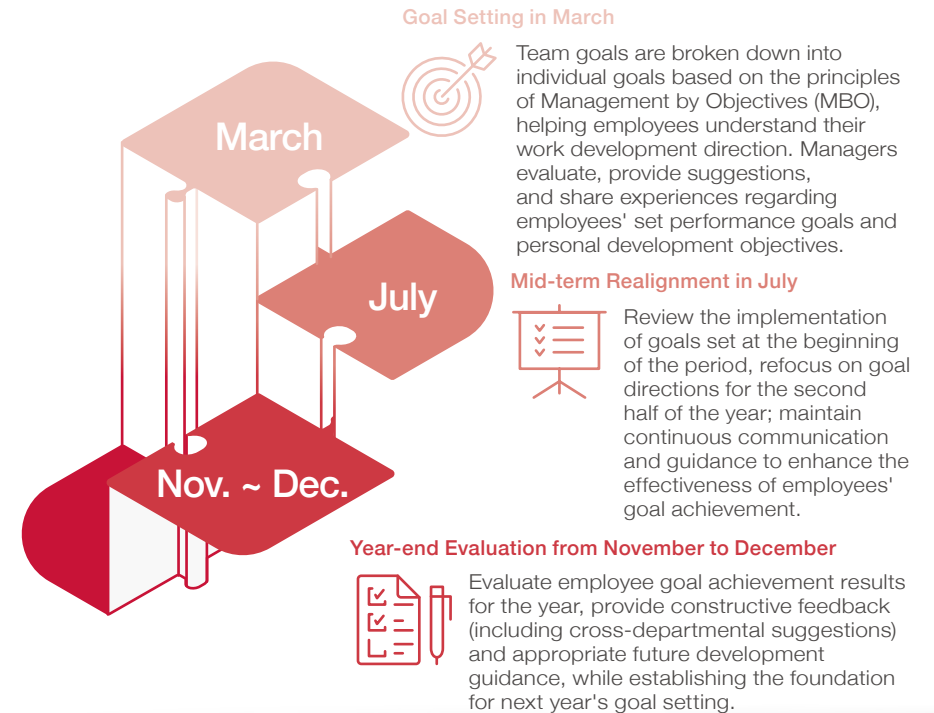 Goal Setting in March
March
Team goals are broken down into
individual goals based on the principles
of Management by Objectives (MBO),
helping employees understand their
work development direction. Managers
evaluate, provide suggestions,
and share experiences regarding
employees' set performance goals and
personal development objectives.
July
Mid-term Realignment in July
Review the implementation
of goals set at the beginning
of the period, refocus on goal
directions for the second
half of the year; maintain
continuous communication
and guidance to enhance the
effectiveness of employees'
goal achievement.
Nov. ~ Dec.
Year-end Evaluation from November to December
Evaluate employee goal achievement results
for the year, provide constructive feedback
(including cross-departmental suggestions)
and appropriate future development
guidance, while establishing the foundation
for next year's goal setting.